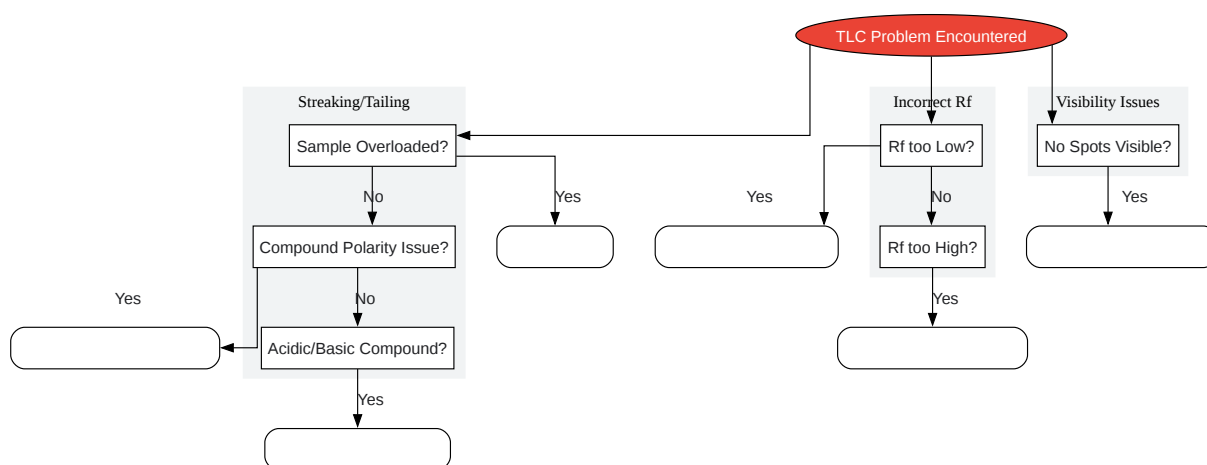 TLC Problem Encountered
Streaking/Tailing
Incorrect Rf
Visibility Issues
Sample Overloaded?
Rf too Low?
No Spots Visible?
No
Yes
Yes
No
Yes
Compound Polarity Issue?
Rf too High?
Yes
No
Yes
Acidic/Basic Compound?
Yes